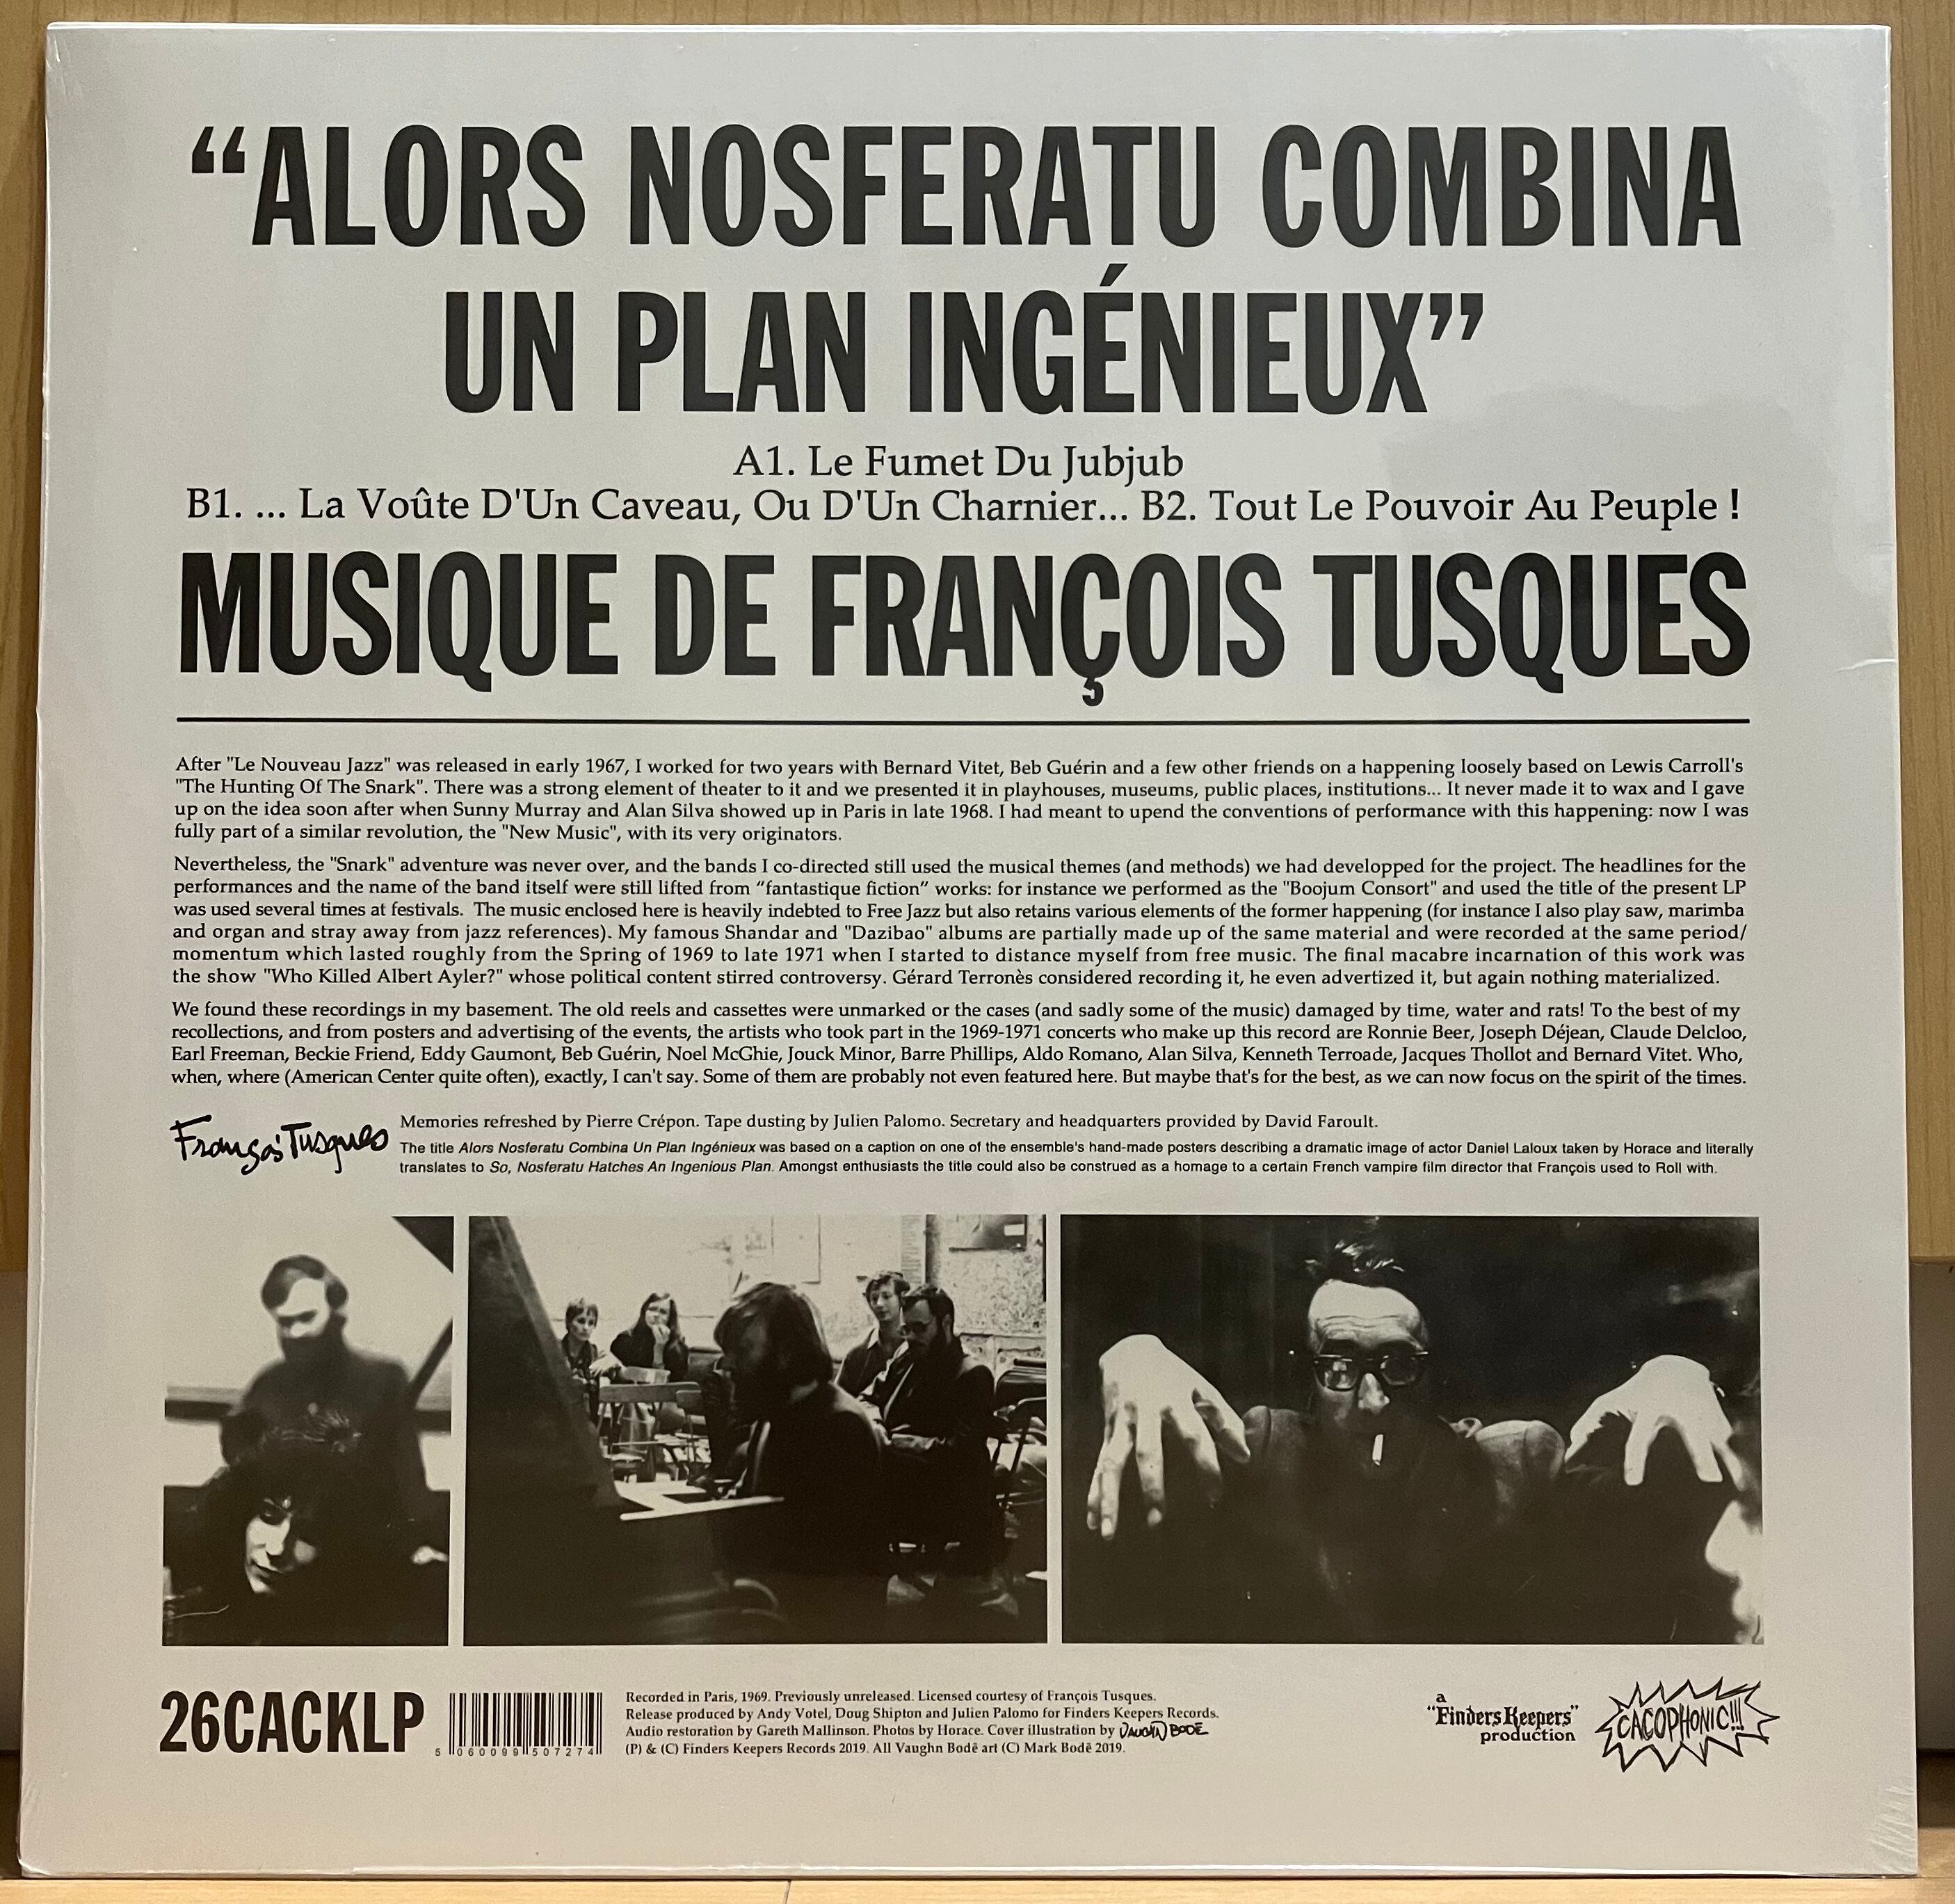 “ALORS NOSFERATU COMBINA
UN PLAN INGÉNIEUX”
A1. Le Fumet Du Jubjub
B1. ... La Voûte D'Un Caveau, Ou D'Un Charnier... B2. Tout Le Pouvoir Au Peuple !
MUSIQUE DE FRANÇOIS TUSQUES
After "Le Nouveau Jazz" was released in early 1967, I worked for two years with Bernard Vitet, Beb Guérin and a few other friends on a happening loosely based on Lewis Carroll's
"The Hunting Of The Snark". There was a strong element of theater to it and we presented it in playhouses, museums, public places, institutions... It never made it to wax and I gave
up on the idea soon after when Sunny Murray and Alan Silva showed up in Paris in late 1968. I had meant to upend the conventions of performance with this happening: now I was
fully part of a similar revolution, the "New Music", with its very originators.
Nevertheless, the "Snark" adventure was never over, and the bands I co-directed still used the musical themes (and methods) we had developped for the project. The headlines for the
performances and the name of the band itself were still lifted from “fantastique fiction” works: for instance we performed as the "Boojum Consort" and used the title of the present LP
was used several times at festivals. The music enclosed here is heavily indebted to Free Jazz but also retains various elements of the former happening (for instance I also play saw, marimba
and organ and stray away from jazz references). My famous Shandar and "Dazibao" albums are partially made up of the same material and were recorded at the same period/
momentum which lasted roughly from the Spring of 1969 to late 1971 when I started to distance myself from free music. The final macabre incarnation of this work was
the show "Who Killed Albert Ayler?" whose political content stirred controversy. Gérard Terronès considered recording it, he even advertized it, but again nothing materialized.
We found these recordings in my basement. The old reels and cassettes were unmarked or the cases (and sadly some of the music) damaged by time, water and rats! To the best of my
recollections, and from posters and advertising of the events, the artists who took part in the 1969-1971 concerts who make up this record are Ronnie Beer, Joseph Déjean, Claude Delcloo,
Earl Freeman, Beckie Friend, Eddy Gaumont, Beb Guérin, Noel McGhie, Jouck Minor, Barre Phillips, Aldo Romano, Alan Silva, Kenneth Terroade, Jacques Thollot and Bernard Vitet. Who,
when, where (American Center quite often), exactly, I can't say. Some of them are probably not even featured here. But maybe that's for the best, as we can now focus on the spirit of the times.
François Tusques
Memories refreshed by Pierre Crépon. Tape dusting by Julien Palomo. Secretary and headquarters provided by David Faroult.
The title Alors Nosferatu Combina Un Plan Ingénieux was based on a caption on one of the ensemble's hand-made posters describing a dramatic image of actor Daniel Laloux taken by Horace and literally
translates to So, Nosferatu Hatches An Ingenious Plan. Amongst enthusiasts the title could also be construed as a homage to a certain French vampire film director that François used to Roll with.
26CACKLP
5 060099 507274
Recorded in Paris, 1969. Previously unreleased. Licensed courtesy of François Tusques.
Release produced by Andy Votel, Doug Shipton and Julien Palomo for Finders Keepers Records.
Audio restoration by Gareth Mallinson. Photos by Horace. Cover illustration by VAUGHN BODE
(P) & (C) Finders Keepers Records 2019. All Vaughn Bodē art (C) Mark Bodē 2019.
a
"Finders Keepers"
production
CACOPHONIC!!!